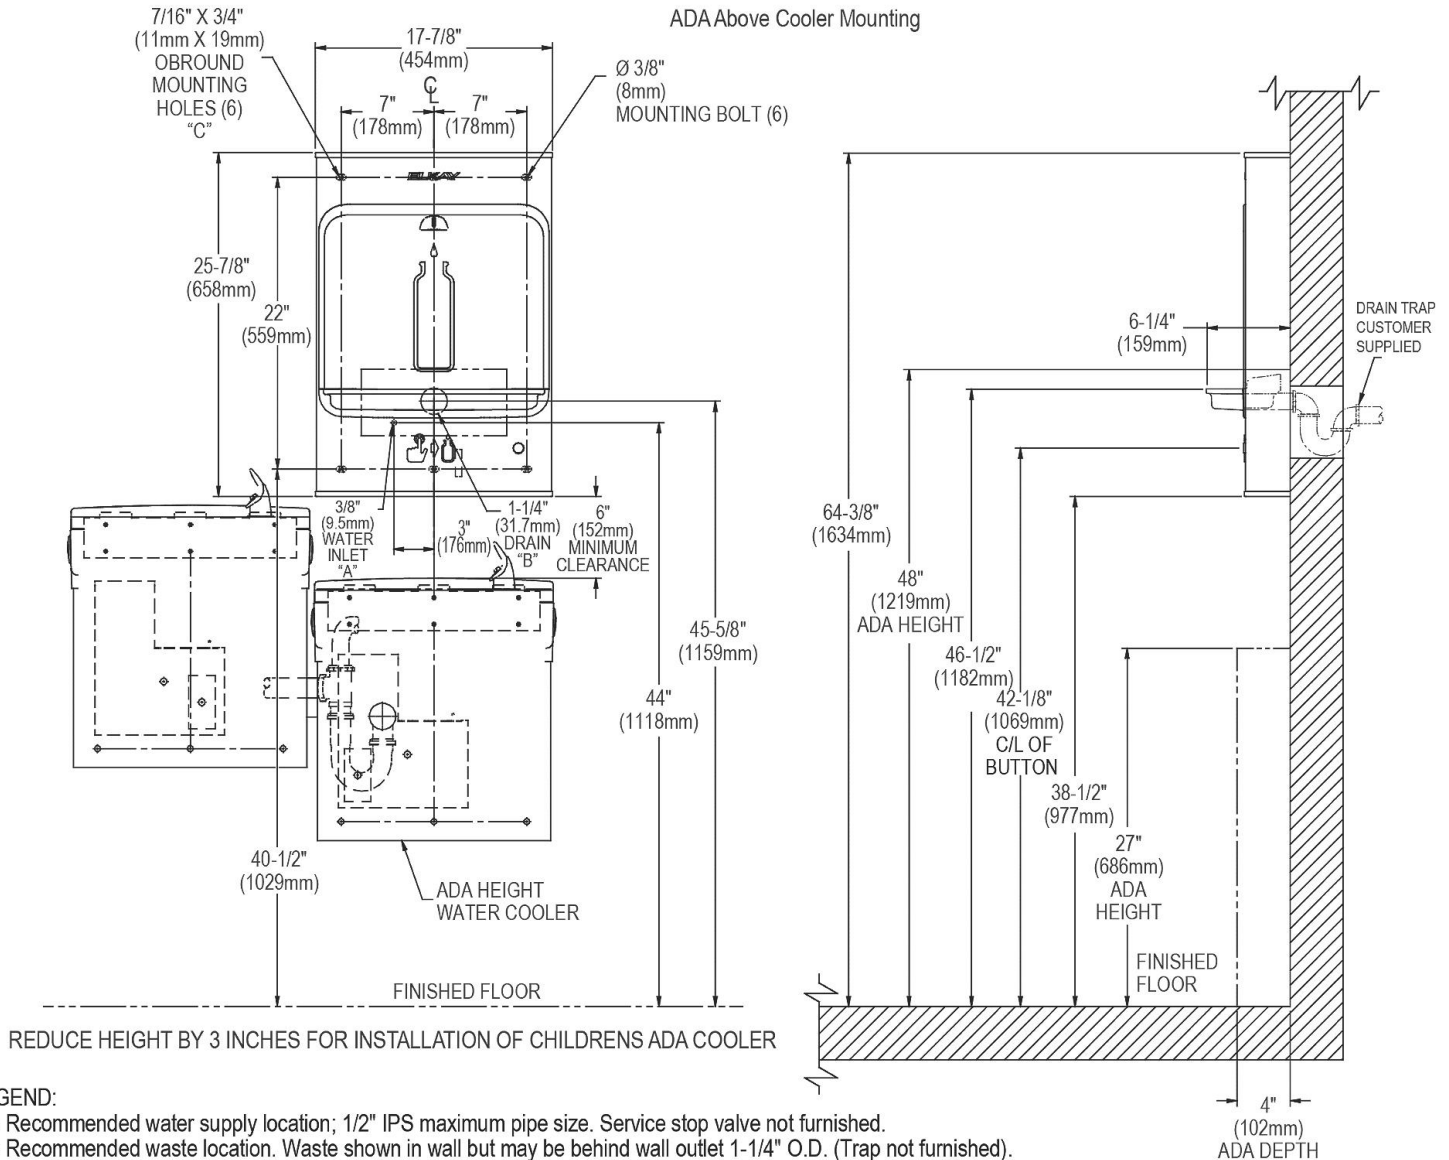 ADA Above Cooler Mounting
7/16" X 3/4"
(11mm X 19mm)
OBROUND
MOUNTING
HOLES (6)
“C”
17-7/8"
(454mm)
CL
7"
(178mm)
7"
(178mm)
Ø 3/8"
(8mm)
MOUNTING BOLT (6)
ELKAY
25-7/8"
(658mm)
22"
(559mm)
3/8"
(9.5mm)
WATER
INLET
“A”
3"
(176mm)
1-1/4"
(31.7mm)
DRAIN
“B”
6"
(152mm)
MINIMUM
CLEARANCE
45-5/8"
(1159mm)
44"
(1118mm)
40-1/2"
(1029mm)
ADA HEIGHT
WATER COOLER
FINISHED FLOOR
REDUCE HEIGHT BY 3 INCHES FOR INSTALLATION OF CHILDRENS ADA COOLER
6-1/4"
(159mm)
DRAIN TRAP
CUSTOMER
SUPPLIED
64-3/8"
(1634mm)
48"
(1219mm)
ADA HEIGHT
46-1/2"
(1182mm)
42-1/8"
(1069mm)
C/L OF
BUTTON
38-1/2"
(977mm)
27"
(686mm)
ADA
HEIGHT
FINISHED
FLOOR
4"
(102mm)
ADA DEPTH
GEND:
Recommended water supply location; 1/2" IPS maximum pipe size. Service stop valve not furnished.
Recommended waste location. Waste shown in wall but may be behind wall outlet 1-1/4" O.D. (Trap not furnished).